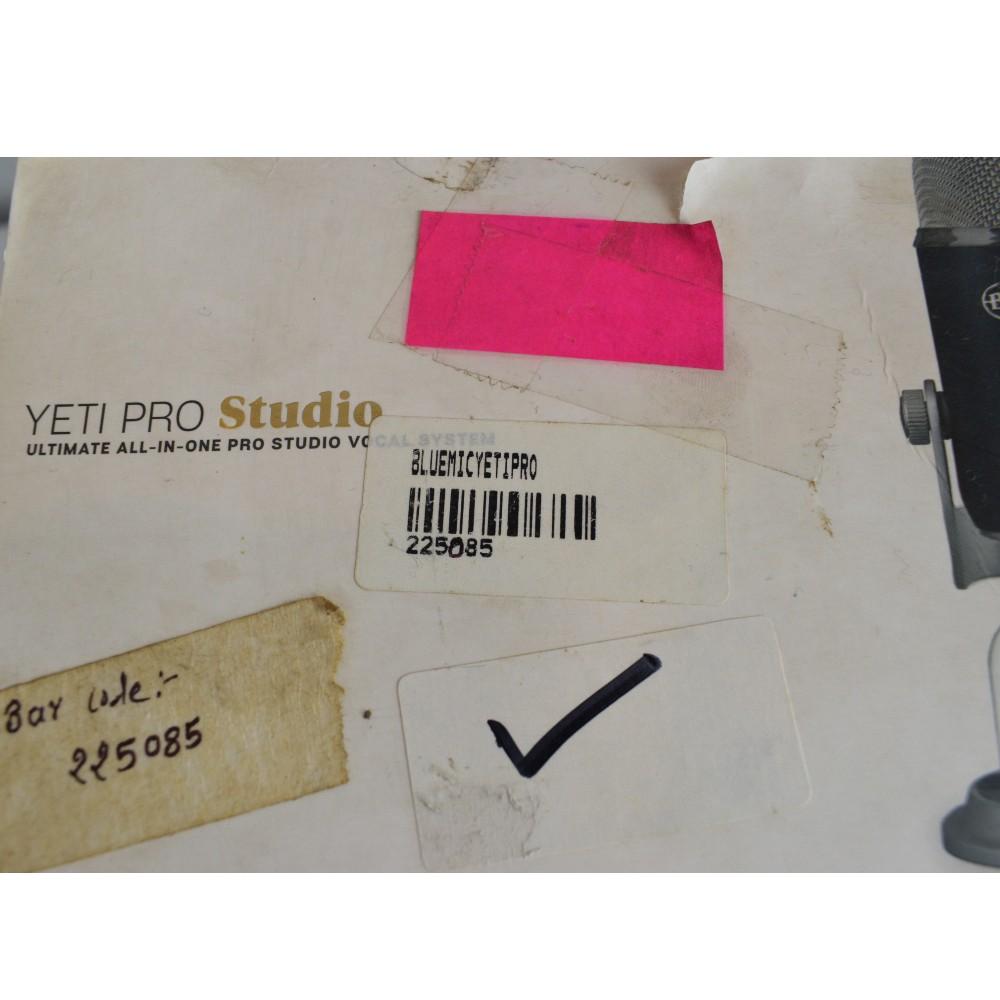 YETI PRO Studio
ULTIMATE ALL-IN-ONE PRO STUDIO VOCAL SYSTEM
BLUEMICYETIPRO
225085
Bar code:-
225085